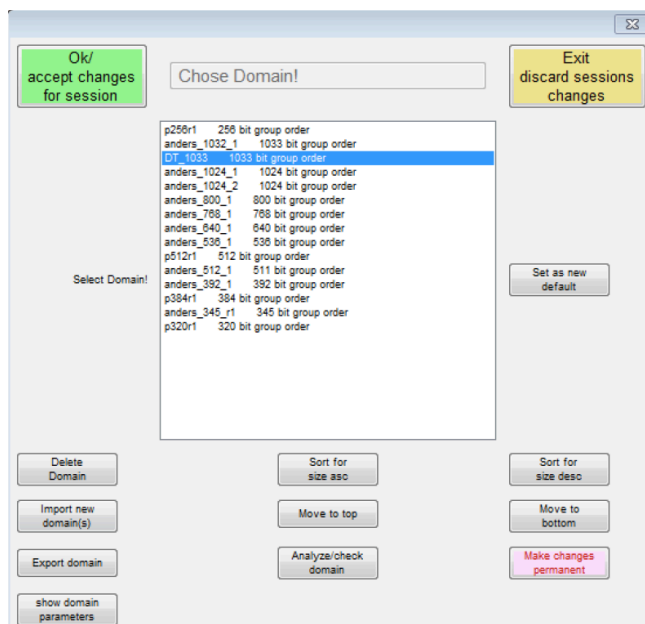 Ok/
accept changes
for session
Chose Domain!
Exit
discard sessions
changes
p256r1 256 bit group order
anders_1032_1 1033 bit group order
DT_1033 1033 bit group order
anders_1024_1 1024 bit group order
anders_1024_2 1024 bit group order
anders_800_1 800 bit group order
anders_768_1 768 bit group order
anders_640_1 640 bit group order
anders_536_1 536 bit group order
p512r1 512 bit group order
anders_512_1 511 bit group order
anders_392_1 392 bit group order
p384r1 384 bit group order
anders_345_r1 345 bit group order
p320r1 320 bit group order
Select Domain!
Set as new
default
Delete
Domain
Sort for
size asc
Sort for
size desc
Import new
domain(s)
Move to top
Move to
bottom
Export domain
Analyze/check
domain
Make changes
permanent
show domain
parameters